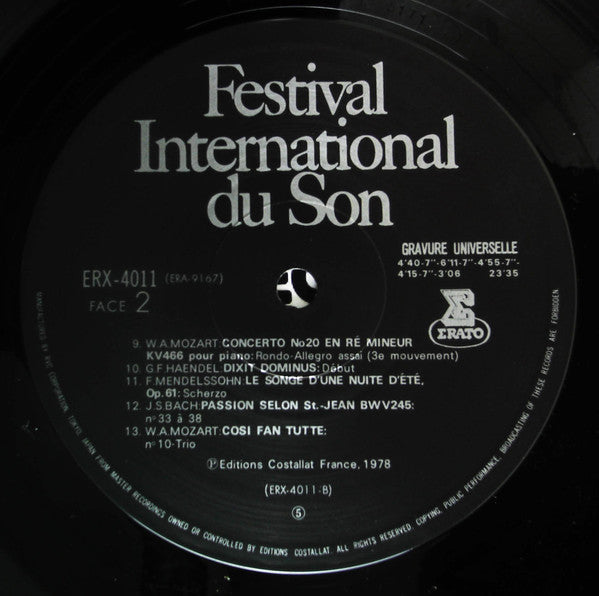 Festival
International
du Son
GRAVURE UNIVERSELLE
4'40-7''-6'11-7''-4'55-7''-
4'15-7''-3'06 23'35
ERX-4011 (ERA-9167)
FACE 2
ERATO
9. W.A.MOZART:CONCERTO No20 EN RÉ MINEUR
KV466 pour piano:Rondo-Allegro assai (3e mouvement)
10. G.F.HAENDEL:DIXIT DOMINUS:Début
11. F.MENDELSSOHN LE SONGE D'UNE NUITE D'ÉTÉ,
Op.61:Scherzo
12. J.S.BACH:PASSION SELON St.-JEAN BWV245:
n° 33 à 38
13. W.A.MOZART:COSI FAN TUTTE:
n° 10-Trio
Ⓟ Editions Costallat France, 1978
(ERX-4011-B)
⑤
MANUFACTURED BY RVC CORPORATION, TOKYO, JAPAN FROM MASTER RECORDINGS OWNED OR CONTROLLED BY EDITIONS COSTALLAT. ALL RIGHTS RESERVED. COPYING, PUBLIC PERFORMANCE, BROADCASTING OF THESE RECORDS ARE FORBIDDEN